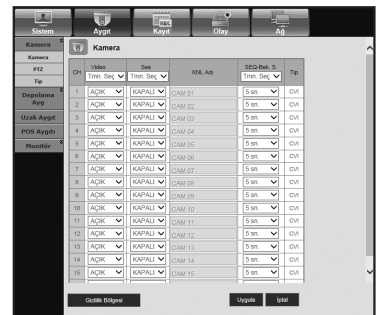 Sistem Aygıt Kayıt Olay Ağ
REC
Kamera
Kamera
PTZ
Tip
Depolama Ayg
Uzak Aygıt
POS Aygıtı
Monitör
Kamera
CH Video Ses KNL Adı SEQ-Bek. S. Tip
Tmn. Seç Tmn. Seç Tmn. Seç
1 AÇIK KAPALI CAM 01 5 sn. CVI
2 AÇIK KAPALI CAM 02 5 sn. CVI
3 AÇIK KAPALI CAM 03 5 sn. CVI
4 AÇIK KAPALI CAM 04 5 sn. CVI
5 AÇIK KAPALI CAM 05 5 sn. CVI
6 AÇIK KAPALI CAM 06 5 sn. CVI
7 AÇIK KAPALI CAM 07 5 sn. CVI
8 AÇIK KAPALI CAM 08 5 sn. CVI
9 AÇIK KAPALI CAM 09 5 sn. CVI
10 AÇIK KAPALI CAM 10 5 sn. CVI
11 AÇIK KAPALI CAM 11 5 sn. CVI
12 AÇIK KAPALI CAM 12 5 sn. CVI
13 AÇIK KAPALI CAM 13 5 sn. CVI
14 AÇIK KAPALI CAM 14 5 sn. CVI
15 AÇIK KAPALI CAM 15 5 sn. CVI
Gizlilik Bölgesi Uygula İptal